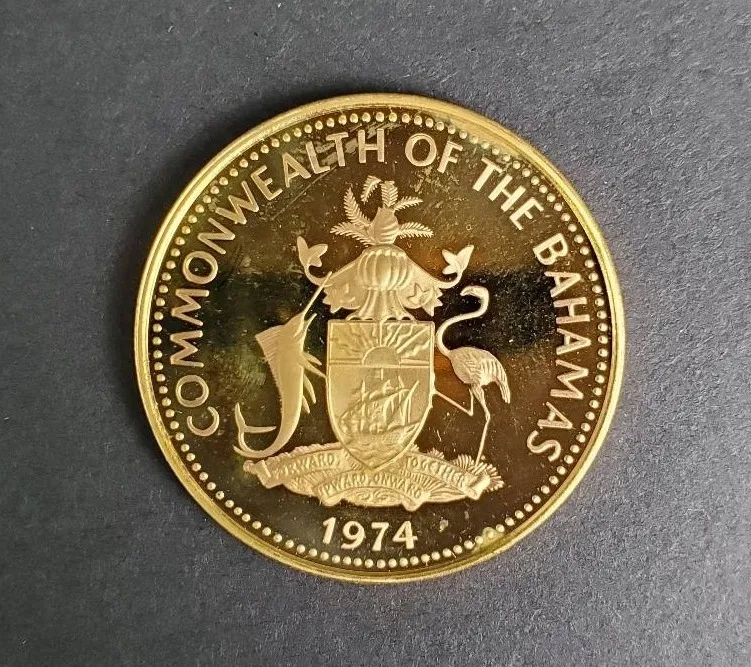 COMMONWEALTH OF THE BAHAMAS
FORWARD, UPWARD, ONWARD TOGETHER
1974